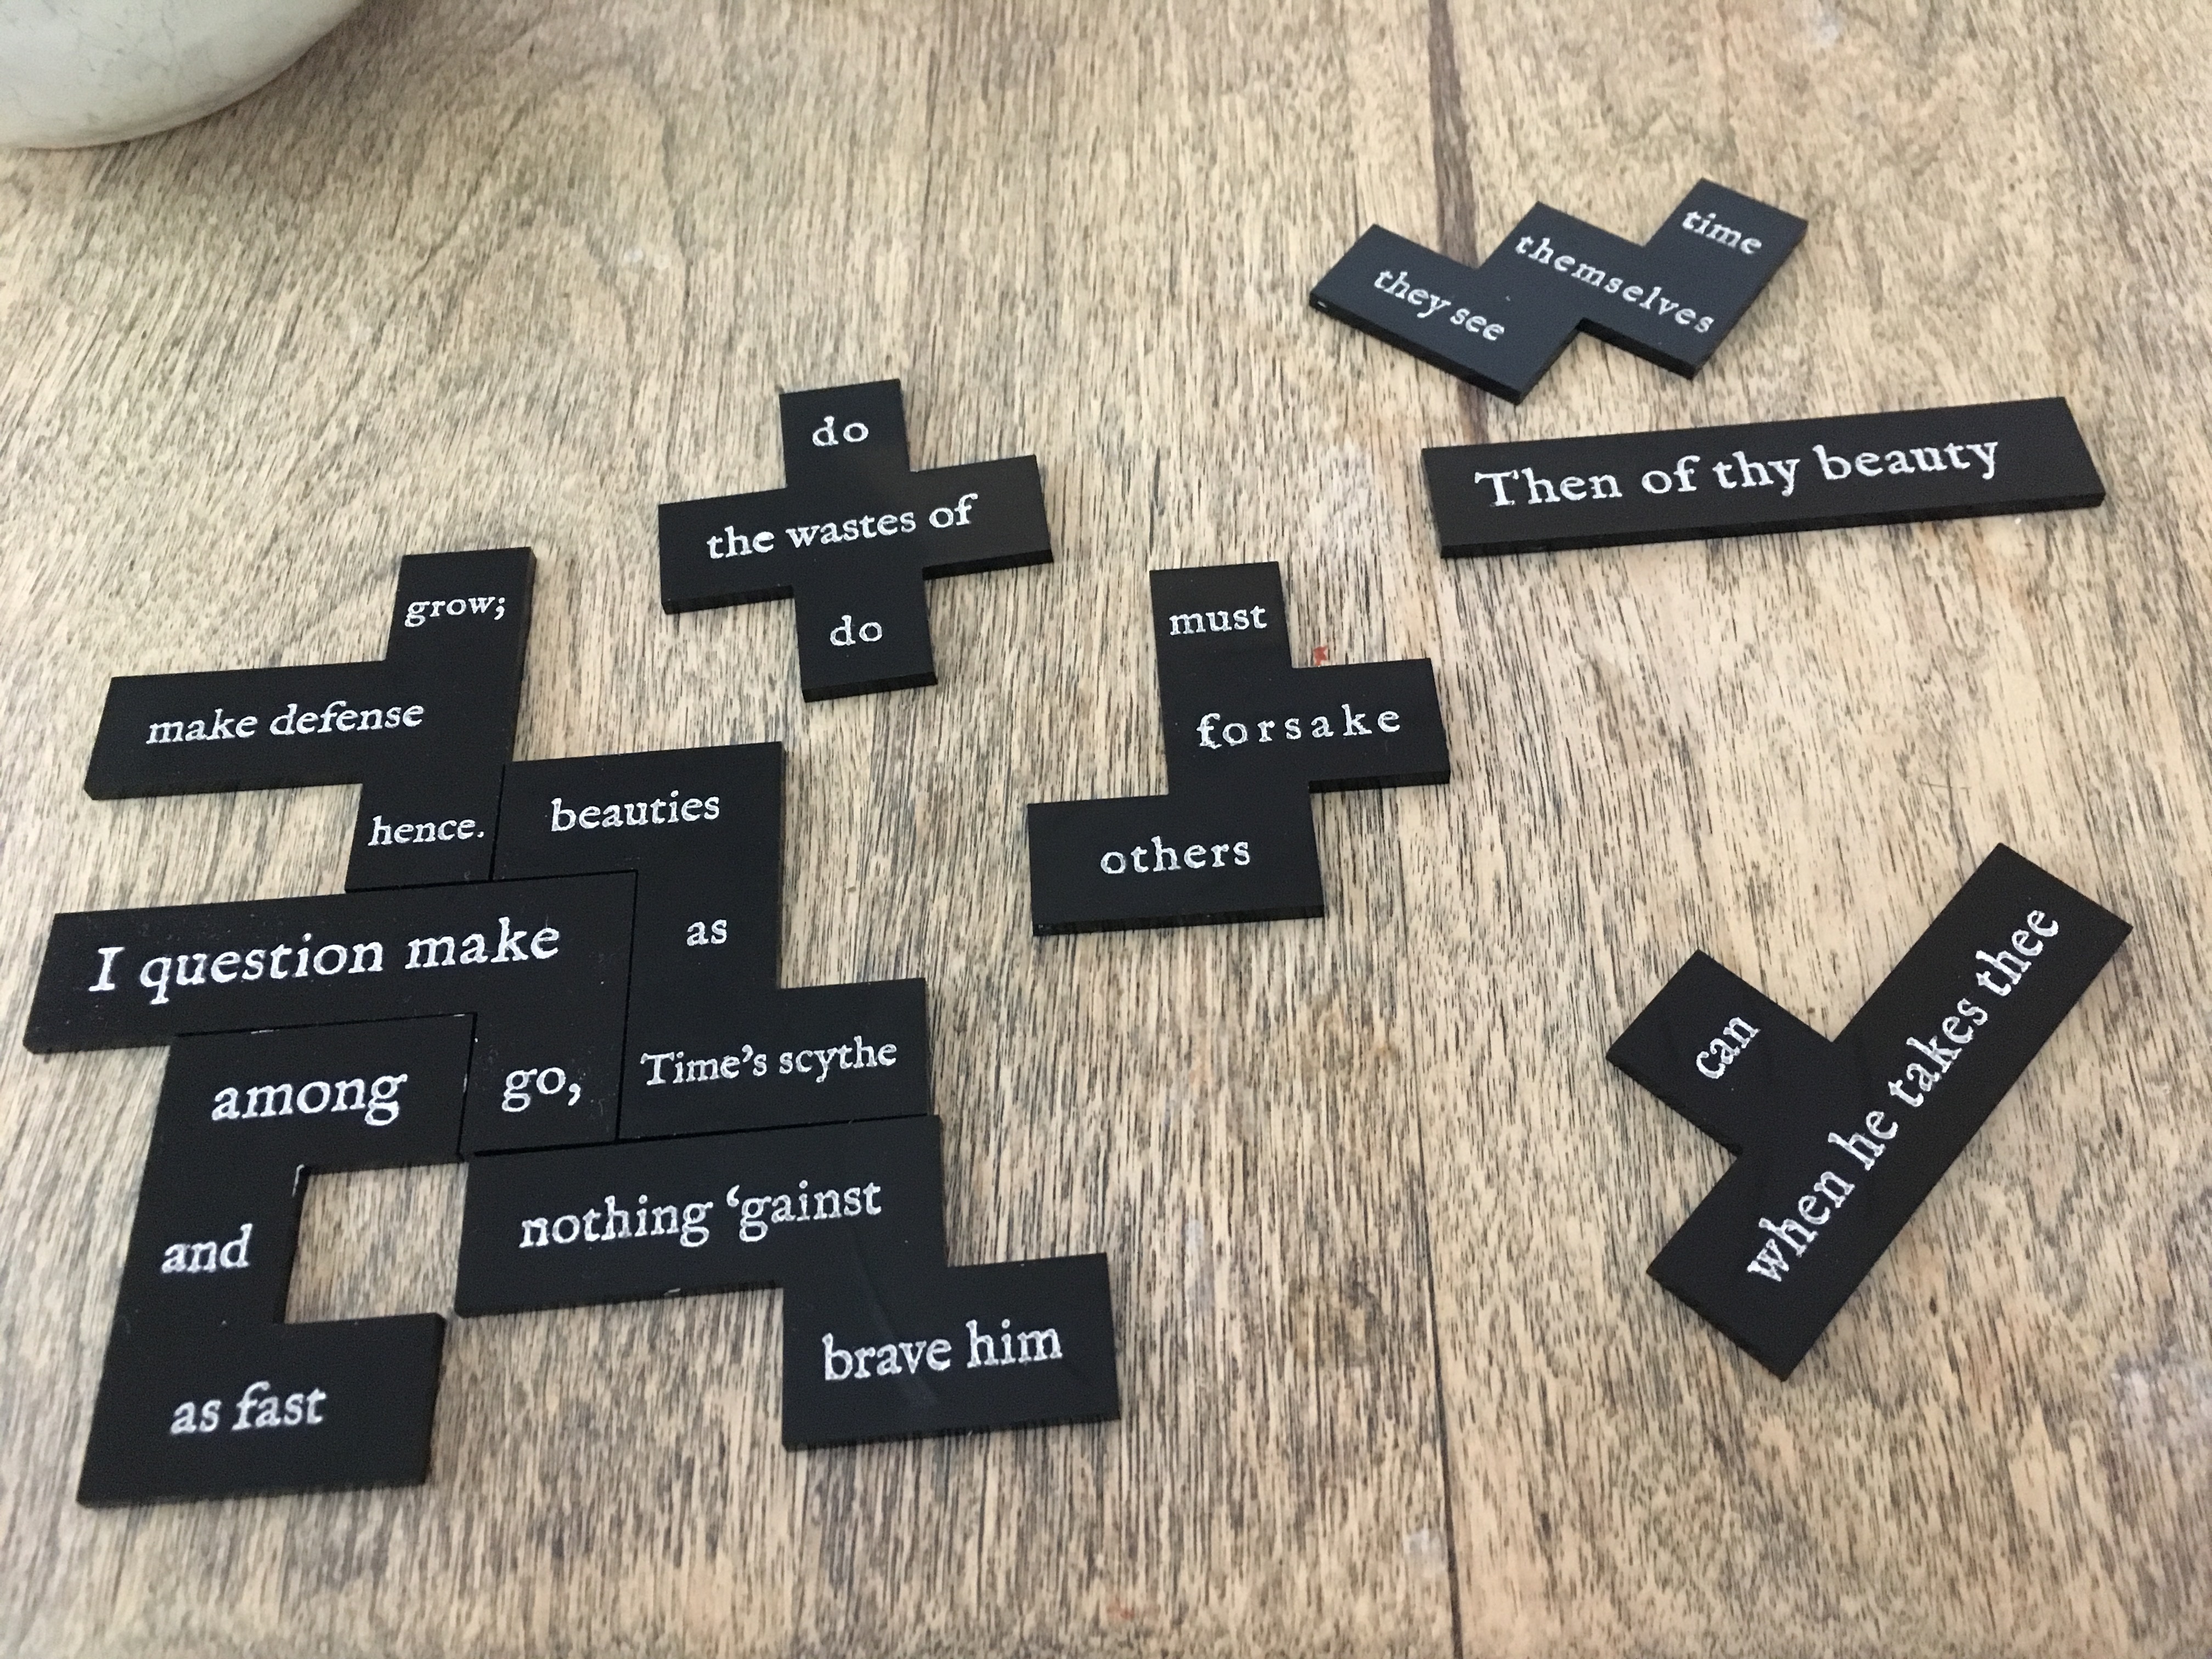 time
themselves
they see
do
the wastes of
do
Then of thy beauty
grow;
make defense
hence.
must
forsake
others
beauties
as
Time's scythe
I question make
go,
among
and
as fast
nothing ‘gainst
brave him
can
when he takes thee